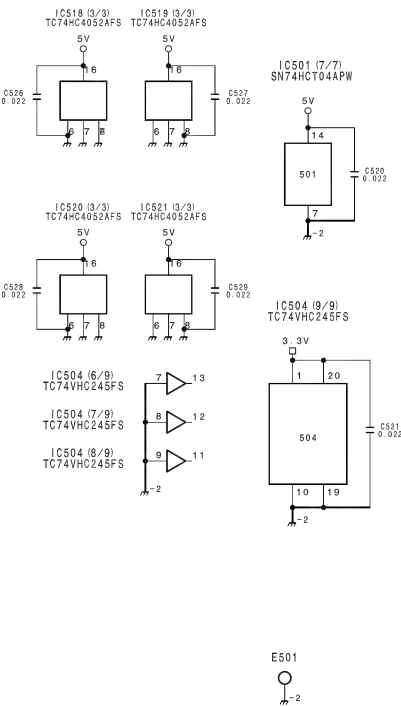 IC518 (3/3)
TC74HC4052AFS
5V
16
C526
0.022
6 7 8
IC519 (3/3)
TC74HC4052AFS
5V
16
C527
0.022
6 7 8
IC501 (7/7)
SN74HCT04APW
5V
14
501
C520
0.022
7
-2
IC520 (3/3)
TC74HC4052AFS
5V
16
C528
0.022
6 7 8
IC521 (3/3)
TC74HC4052AFS
5V
16
C529
0.022
6 7 8
IC504 (9/9)
TC74VHC245FS
3.3V
1 20
504
C521
0.022
10 19
-2
IC504 (6/9)
TC74VHC245FS
7 13
IC504 (7/9)
TC74VHC245FS
8 12
IC504 (8/9)
TC74VHC245FS
9 11
-2
E501
-2